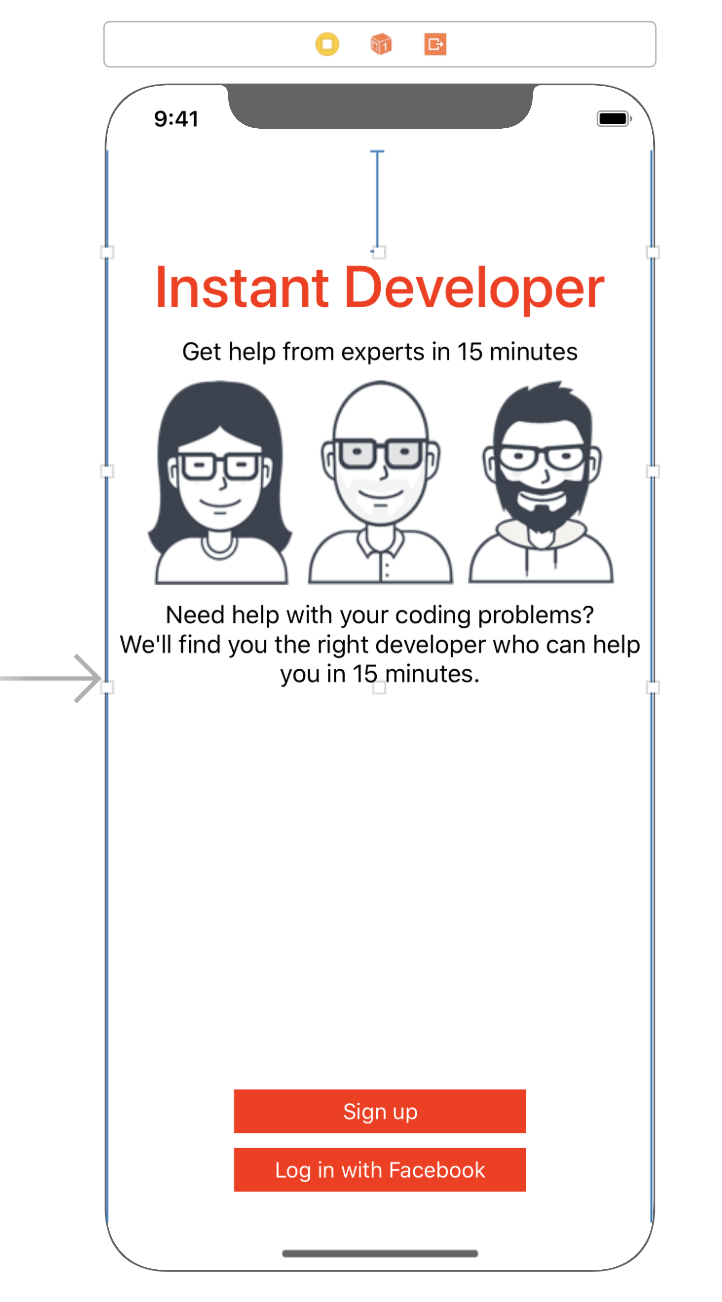 9:41
Instant Developer
Get help from experts in 15 minutes
Need help with your coding problems?
We'll find you the right developer who can help
you in 15 minutes.
Sign up
Log in with Facebook